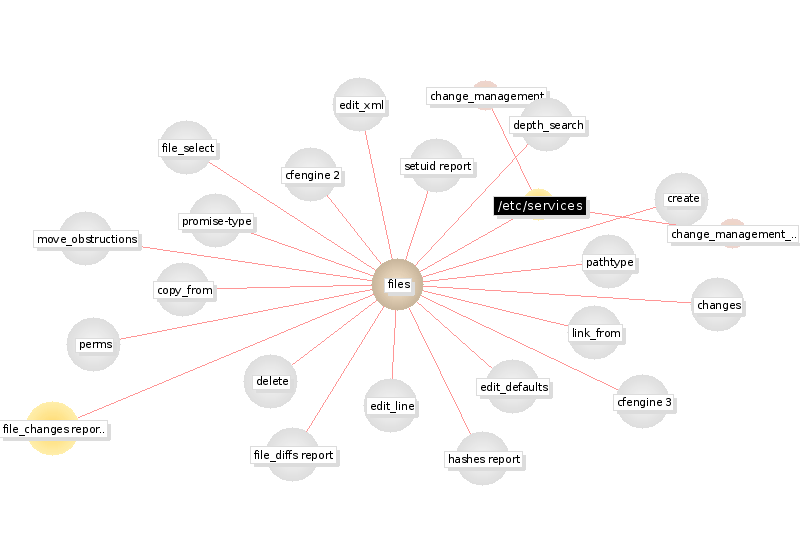 change_management
edit_xml
depth_search
file_select
setuid report
cfengine 2
create
/etc/services
promise-type
change_management_..
move_obstructions
pathtype
files
copy_from
changes
link_from
perms
delete
edit_defaults
cfengine 3
edit_line
file_changes repor..
file_diffs report
hashes report